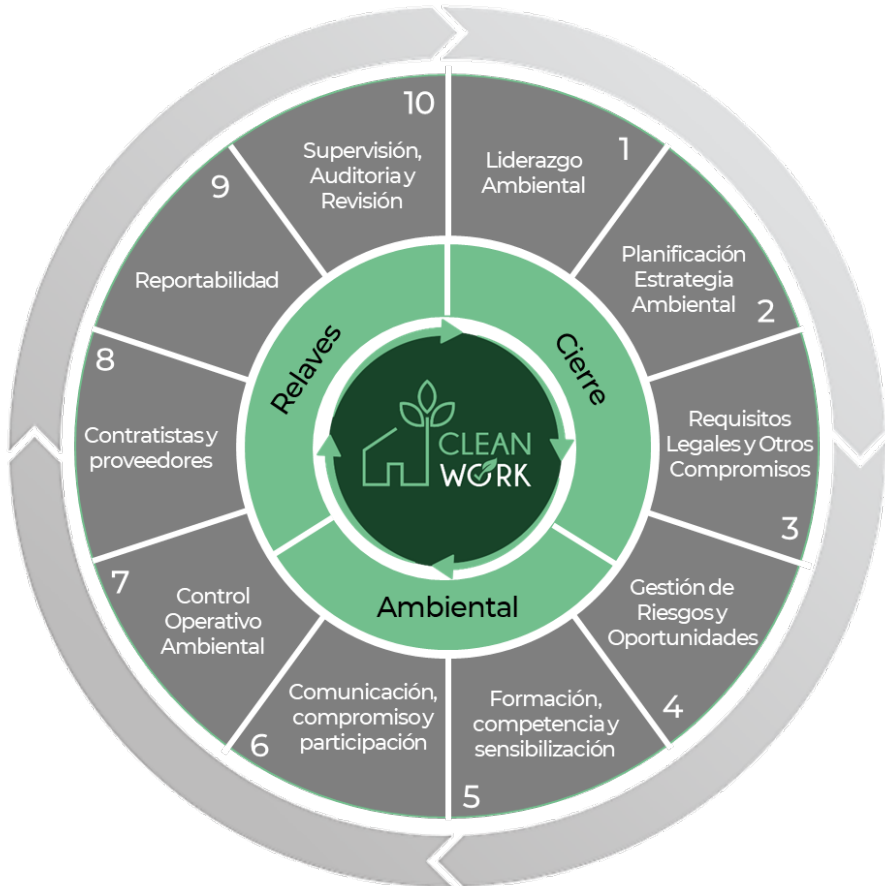 10
Supervisión,
Auditoria y
Revisión
1
Liderazgo
Ambiental
Planificación
Estrategia
Ambiental
2
Requisitos
Legales y Otros
Compromisos
3
Gestión de
Riesgos y
Oportunidades
4
Formación,
competencia y
sensibilización
5
Comunicación,
compromiso y
participación
6
7
Control
Operativo
Ambiental
8
Contratistas y
proveedores
9
Reportabilidad
Relaves
Cierre
Ambiental
CLEAN
WORK